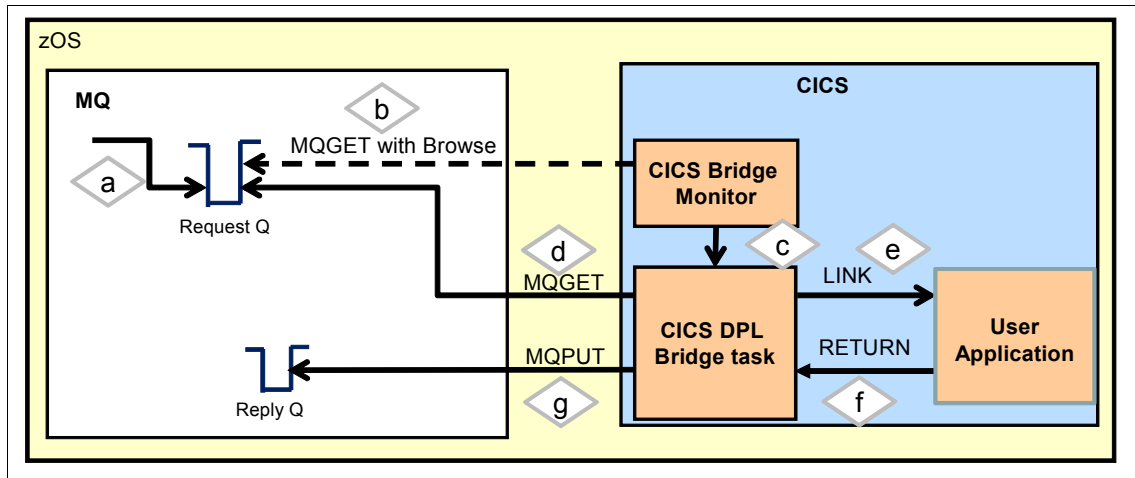 zOS
MQ
CICS
b
MQGET with Browse
CICS Bridge
Monitor
a
Request Q
c
e
d
MQGET
LINK
CICS DPL
Bridge task
User
Application
MQPUT
RETURN
Reply Q
g
f